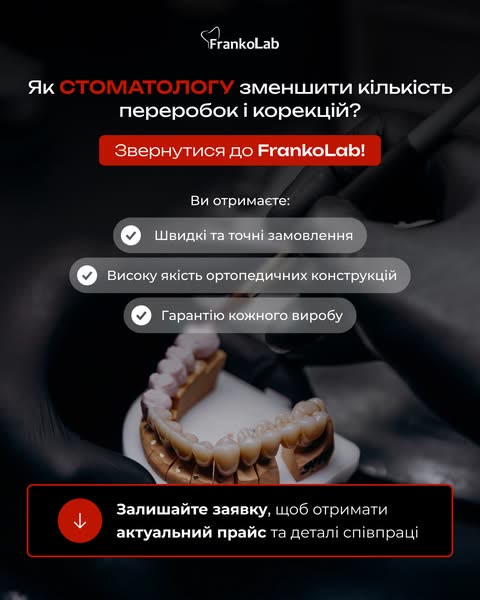 FrankoLab
Як СТОМАТОЛОГУ зменшити кількість
переробок і корекцій?
Звернутися до FrankoLab!
Ви отримаєте:
Швидкі та точні замовлення
Високу якість ортопедичних конструкцій
Гарантію кожного виробу
Залишайте заявку, щоб отримати
актуальний прайс та деталі співпраці